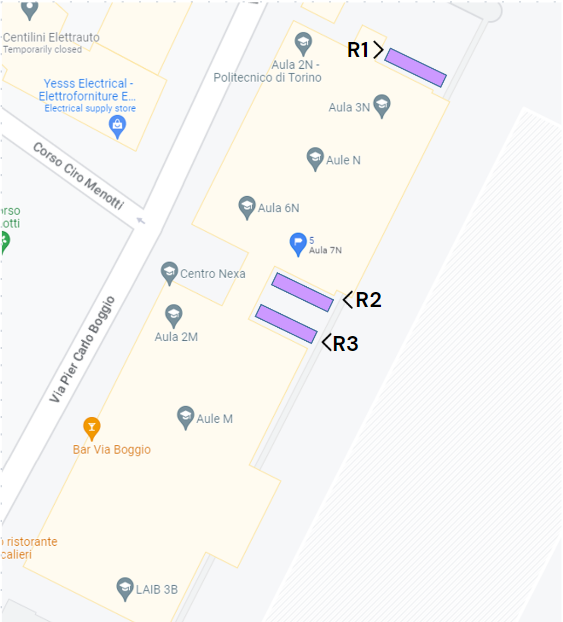 Centilini Elettrauto
Temporarily closed
Yesss Electrical -
Elettroforniture E...
Electrical supply store
Corso Ciro Menotti
orso
otti
Via Pier Carlo Boggio
R1
Aula 2N -
Politecnico di Torino
Aula 3N
Aule N
Aula 6N
5
Aula 7N
Centro Nexa
R2
Aula 2M
R3
Aule M
Bar Via Boggio
ristorante
calieri
LAIB 3B